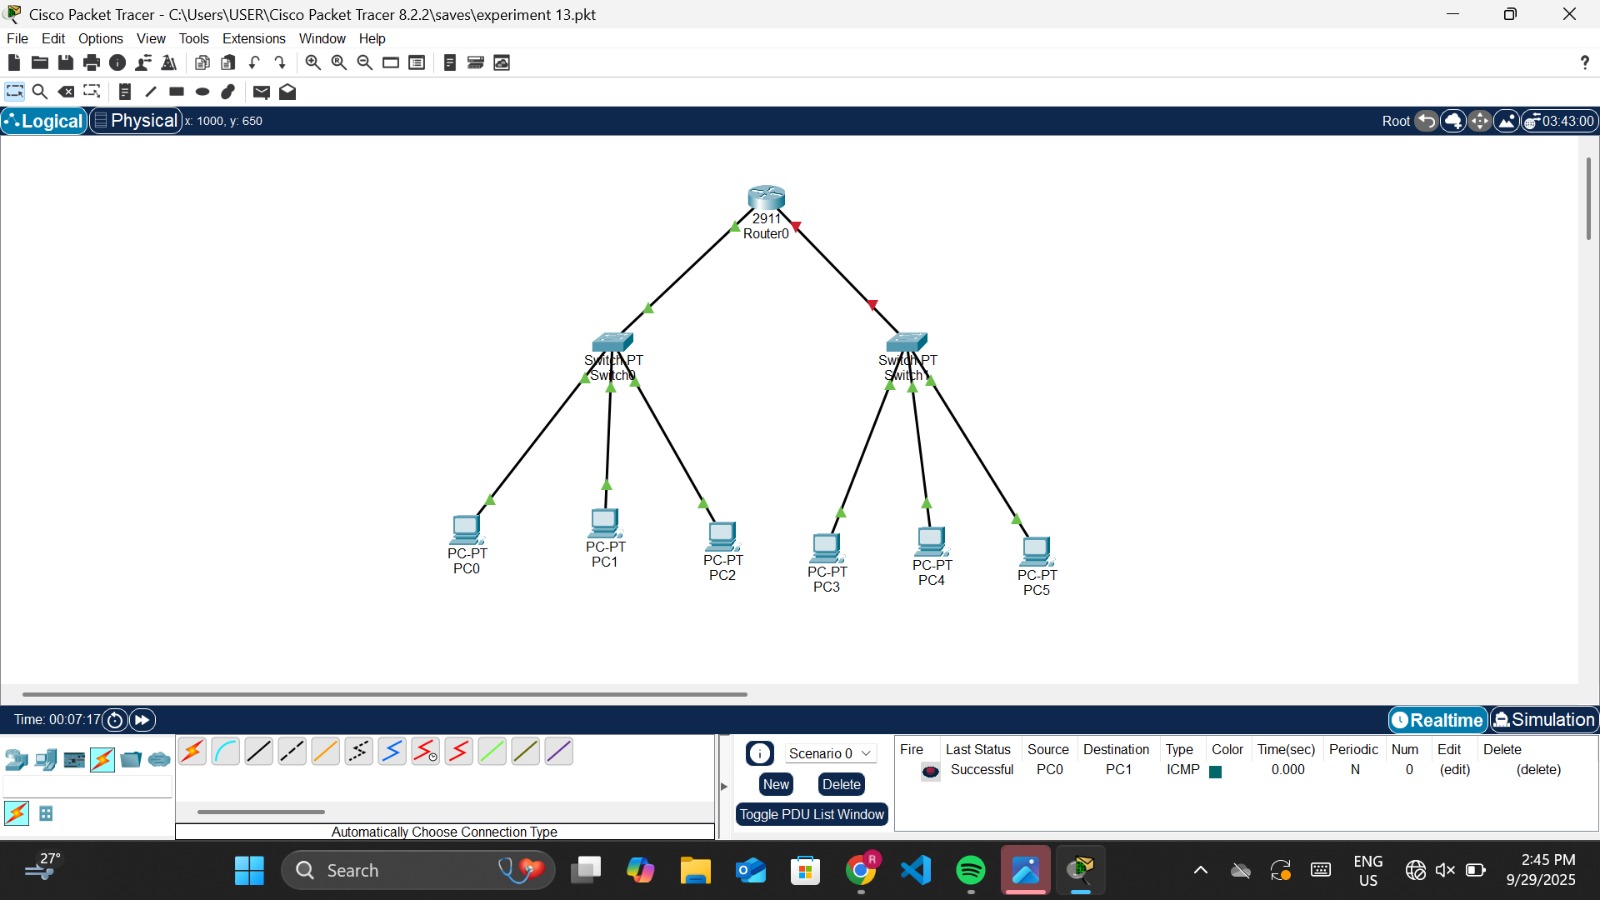 Cisco Packet Tracer - C:\Users\USER\Cisco Packet Tracer 8.2.2\saves\experiment 13.pkt
File Edit Options View Tools Extensions Window Help
?
Logical Physical x: 1000, y: 650 Root 03:43:00
2911
Router0
Switch-PT
Switch0
Switch-PT
Switch1
PC-PT
PC0
PC-PT
PC1
PC-PT
PC2
PC-PT
PC3
PC-PT
PC4
PC-PT
PC5
Time: 00:07:17 Realtime Simulation
Scenario 0
New Delete
Toggle PDU List Window
Fire Last Status Source Destination Type Color Time(sec) Periodic Num Edit Delete
Successful PC0 PC1 ICMP 0.000 N 0 (edit) (delete)
Automatically Choose Connection Type
27°
Search
R
ENG
US
2:45 PM
9/29/2025